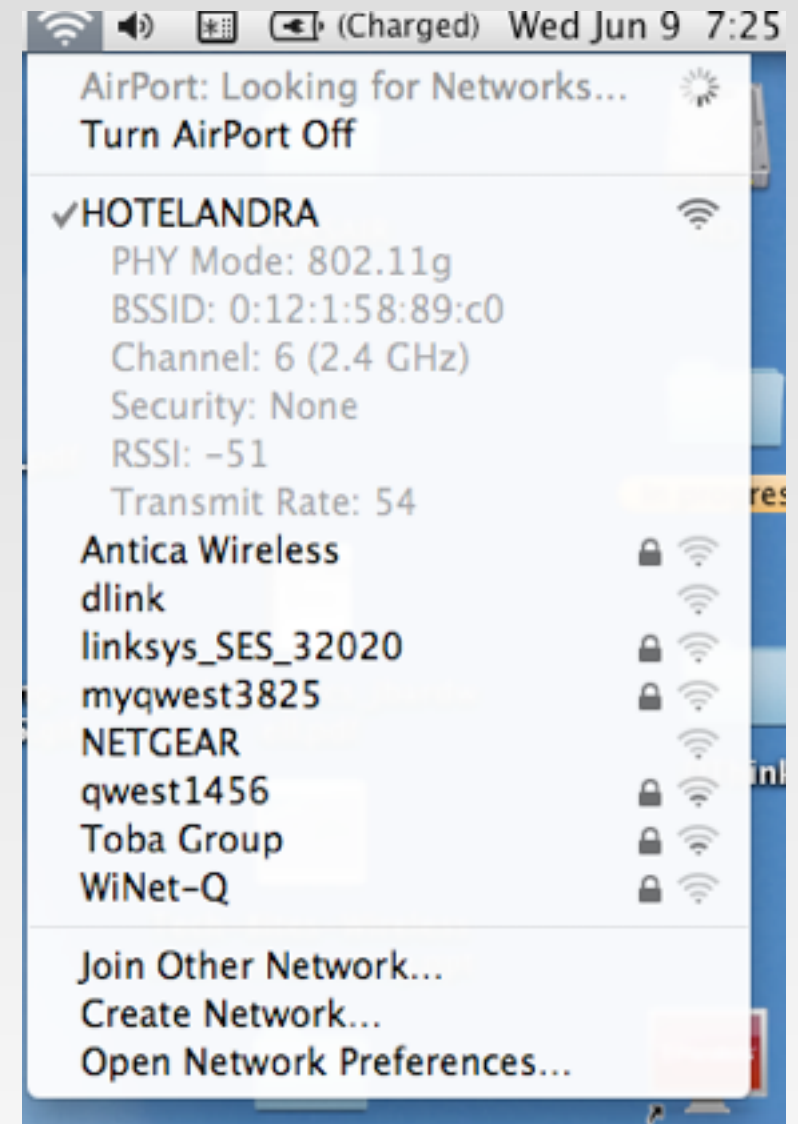 (Charged) Wed Jun 9 7:25
AirPort: Looking for Networks...
Turn AirPort Off
✓HOTELANDRA
PHY Mode: 802.11g
BSSID: 0:12:1:58:89:c0
Channel: 6 (2.4 GHz)
Security: None
RSSI: -51
Transmit Rate: 54
Antica Wireless
dlink
linksys_SES_32020
myqwest3825
NETGEAR
qwest1456
Toba Group
WiNet-Q
Join Other Network...
Create Network...
Open Network Preferences...